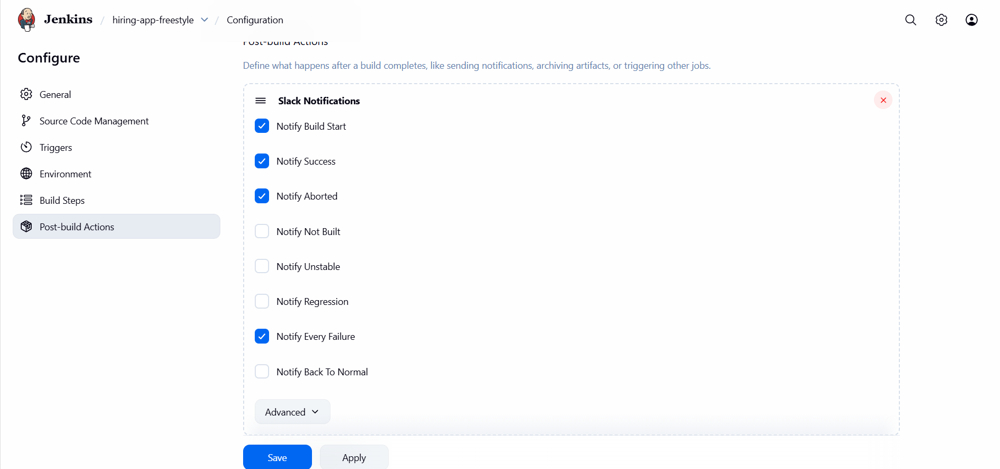 Jenkins / hiring-app-freestyle / Configuration
Configure
General
Source Code Management
Triggers
Environment
Build Steps
Post-build Actions
Post-build Actions
Define what happens after a build completes, like sending notifications, archiving artifacts, or triggering other jobs.
Slack Notifications
Notify Build Start
Notify Success
Notify Aborted
Notify Not Built
Notify Unstable
Notify Regression
Notify Every Failure
Notify Back To Normal
Advanced
Save
Apply